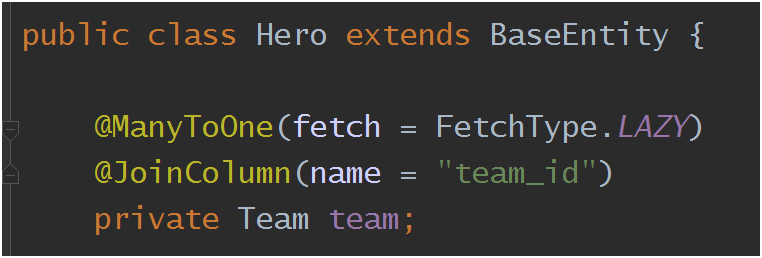 public class Hero extends BaseEntity {
@ManyToOne(fetch = FetchType.LAZY)
@JoinColumn(name = "team_id")
private Team team;